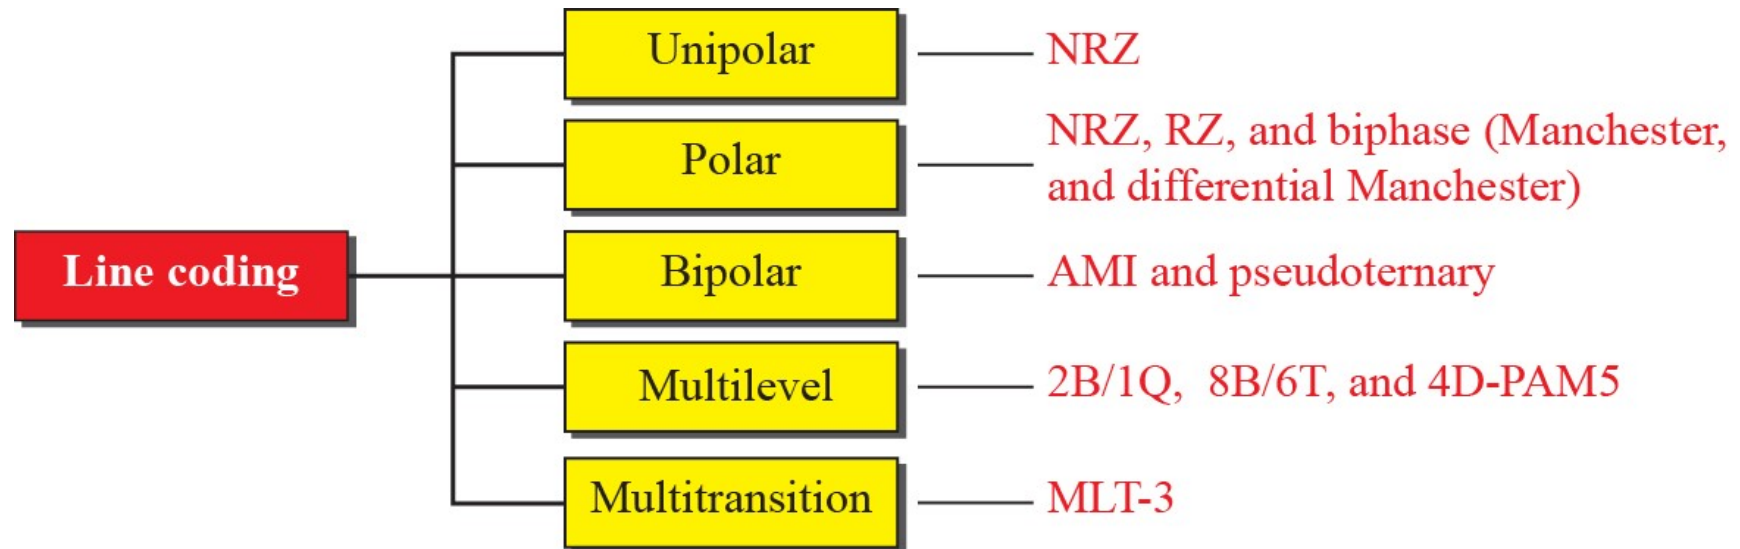 Unipolar
NRZ
Polar
NRZ, RZ, and biphase (Manchester,
and differential Manchester)
Line coding
Bipolar
AMI and pseudoternary
Multilevel
2B/1Q,  8B/6T, and 4D-PAM5
Multitransition
MLT-3